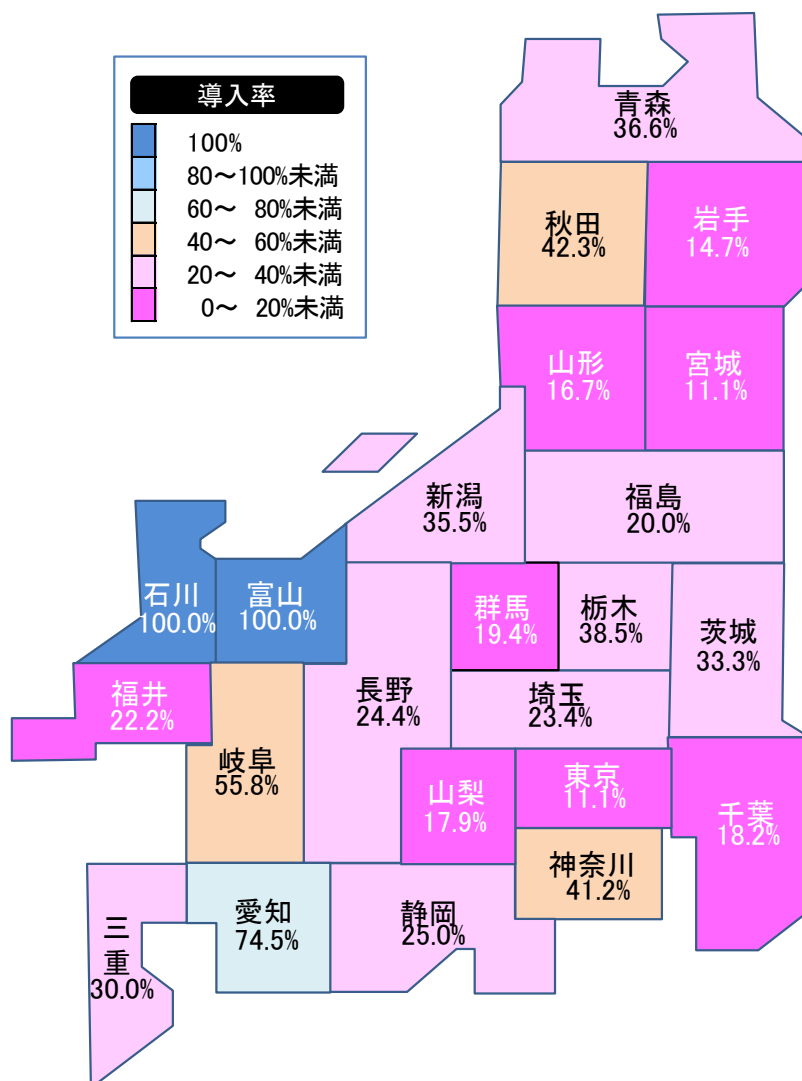 導入率
100%
80～100%未満
60～ 80%未満
40～ 60%未満
20～ 40%未満
0～ 20%未満
青森
36.6%
秋田
42.3%
岩手
14.7%
山形
16.7%
宮城
11.1%
新潟
35.5%
福島
20.0%
石川
100.0%
富山
100.0%
群馬
19.4%
栃木
38.5%
茨城
33.3%
福井
22.2%
長野
24.4%
埼玉
23.4%
岐阜
55.8%
山梨
17.9%
東京
11.1%
千葉
18.2%
神奈川
41.2%
三重
30.0%
愛知
74.5%
静岡
25.0%